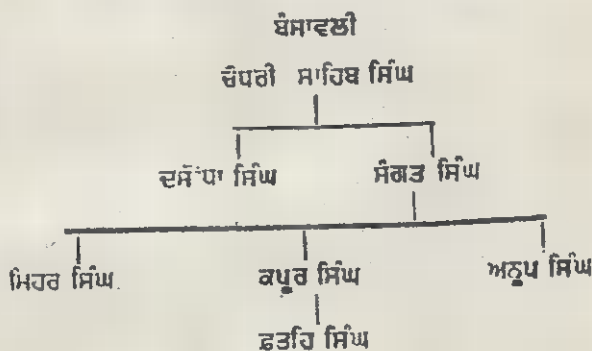 ਬੰਸਾਵਲੀ
ਚੌਧਰੀ ਸਾਹਿਬ ਸਿੰਘ
ਦਸੌਂਧਾ ਸਿੰਘ ਸੰਗਤ ਸਿੰਘ
ਮਿਹਰ ਸਿੰਘ ਕਪੂਰ ਸਿੰਘ ਅਨੂਪ ਸਿੰਘ
ਫ਼ਤਹਿ ਸਿੰਘ